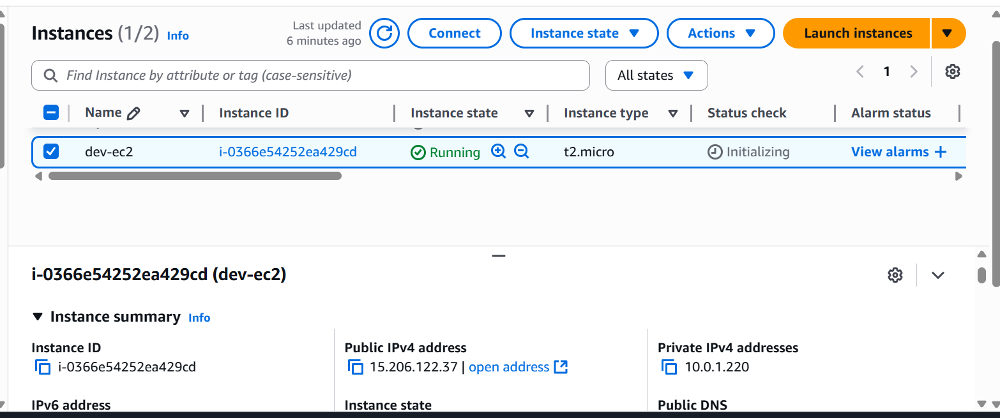 Instances (1/2) Info
Last updated
6 minutes ago
Connect
Instance state
Actions
Launch instances
Find Instance by attribute or tag (case-sensitive)
All states
1
Name
Instance ID
Instance state
Instance type
Status check
Alarm status
dev-ec2
i-0366e54252ea429cd
Running
t2.micro
Initializing
View alarms +
i-0366e54252ea429cd (dev-ec2)
Instance summary Info
Instance ID
i-0366e54252ea429cd
Public IPv4 address
15.206.122.37 | open address
Private IPv4 addresses
10.0.1.220
IPv6 address
Instance state
Public DNS